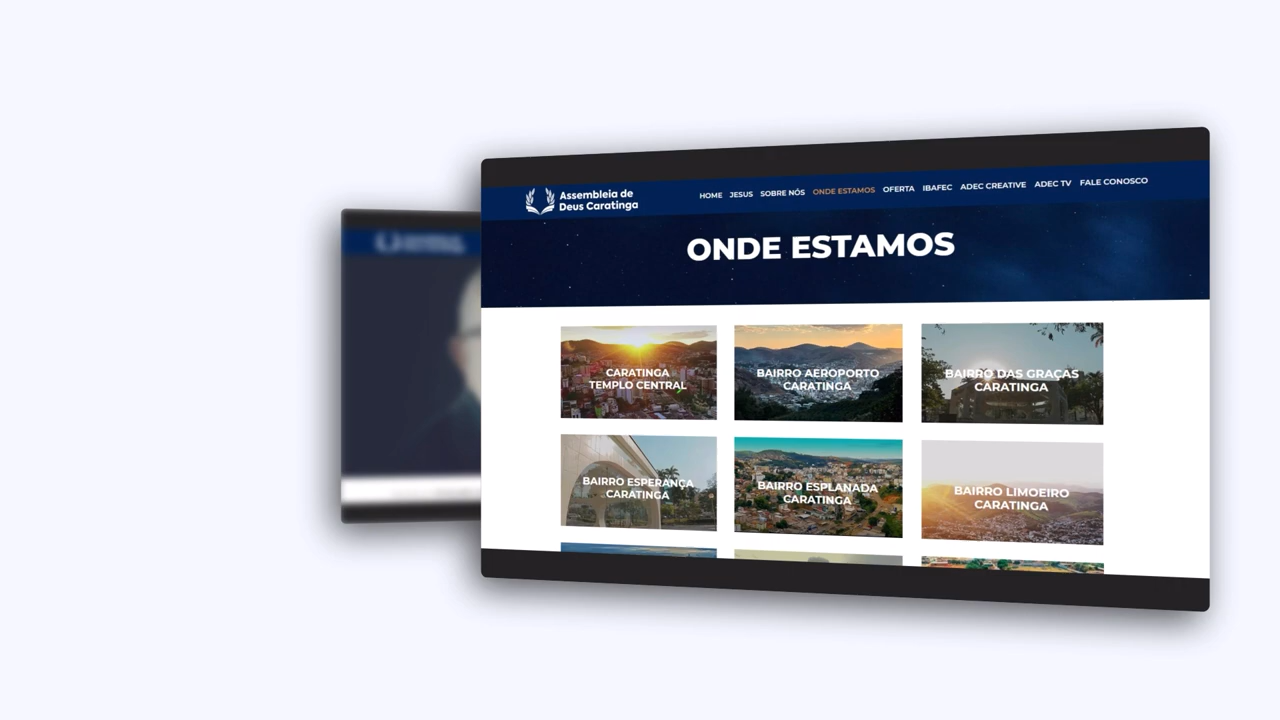 Assembleia de
Deus Caratinga
HOME JESUS SOBRE NÓS ONDE ESTAMOS OFERTA IBAFEC ADEC CREATIVE ADEC TV FALE CONOSCO
ONDE ESTAMOS
CARATINGA
TEMPLO CENTRAL
BAIRRO AEROPORTO
CARATINGA
BAIRRO DAS GRAÇAS
CARATINGA
BAIRRO ESPERANÇA
CARATINGA
BAIRRO ESPLANADA
CARATINGA
BAIRRO LIMOEIRO
CARATINGA